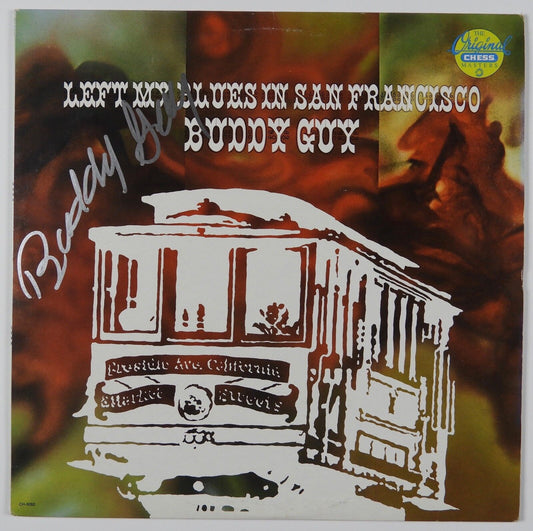 THE
Original
CHESS
MASTERS
LEFT MY BLUES IN SAN FRANCISCO
BUDDY GUY
Buddy Guy
Presidio Ave. California
Market Streets
CH-9262